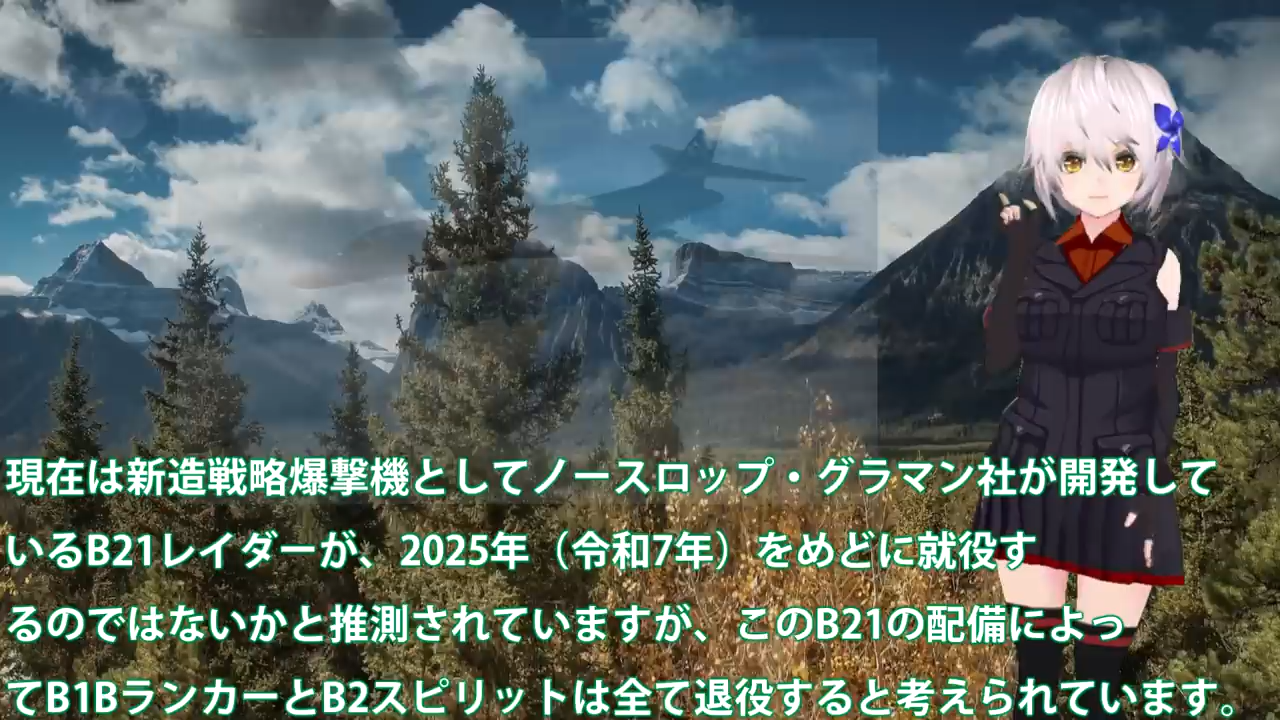 現在は新造戦略爆撃機としてノースロップ・グラマン社が開発して
いるB21レイダーが、2025年（令和7年）をめどに就役す
るのではないかと推測されていますが、このB21の配備によっ
てB1BランカーとB2スピリットは全て退役すると考えられています。